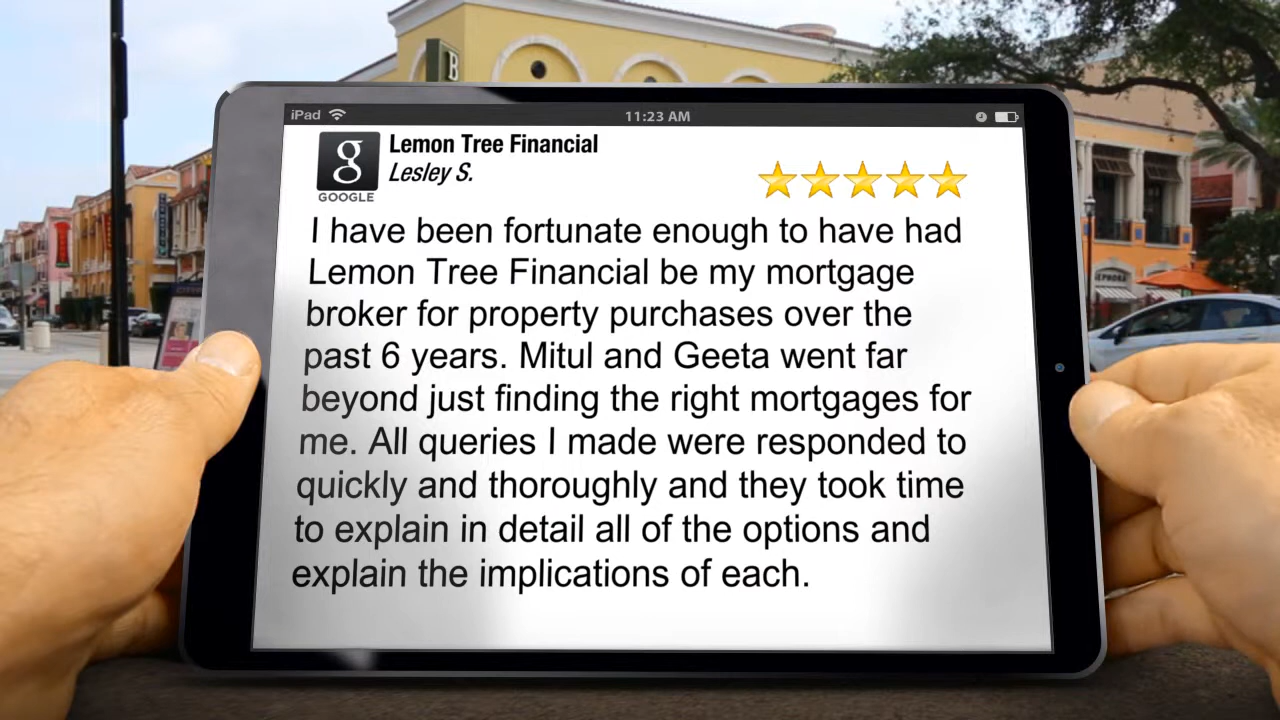 B
iPad
11:23 AM
g
GOOGLE
Lemon Tree Financial
Lesley S.
I have been fortunate enough to have had
Lemon Tree Financial be my mortgage
broker for property purchases over the
past 6 years. Mitul and Geeta went far
beyond just finding the right mortgages for
me. All queries I made were responded to
quickly and thoroughly and they took time
to explain in detail all of the options and
explain the implications of each.
SEPHORA